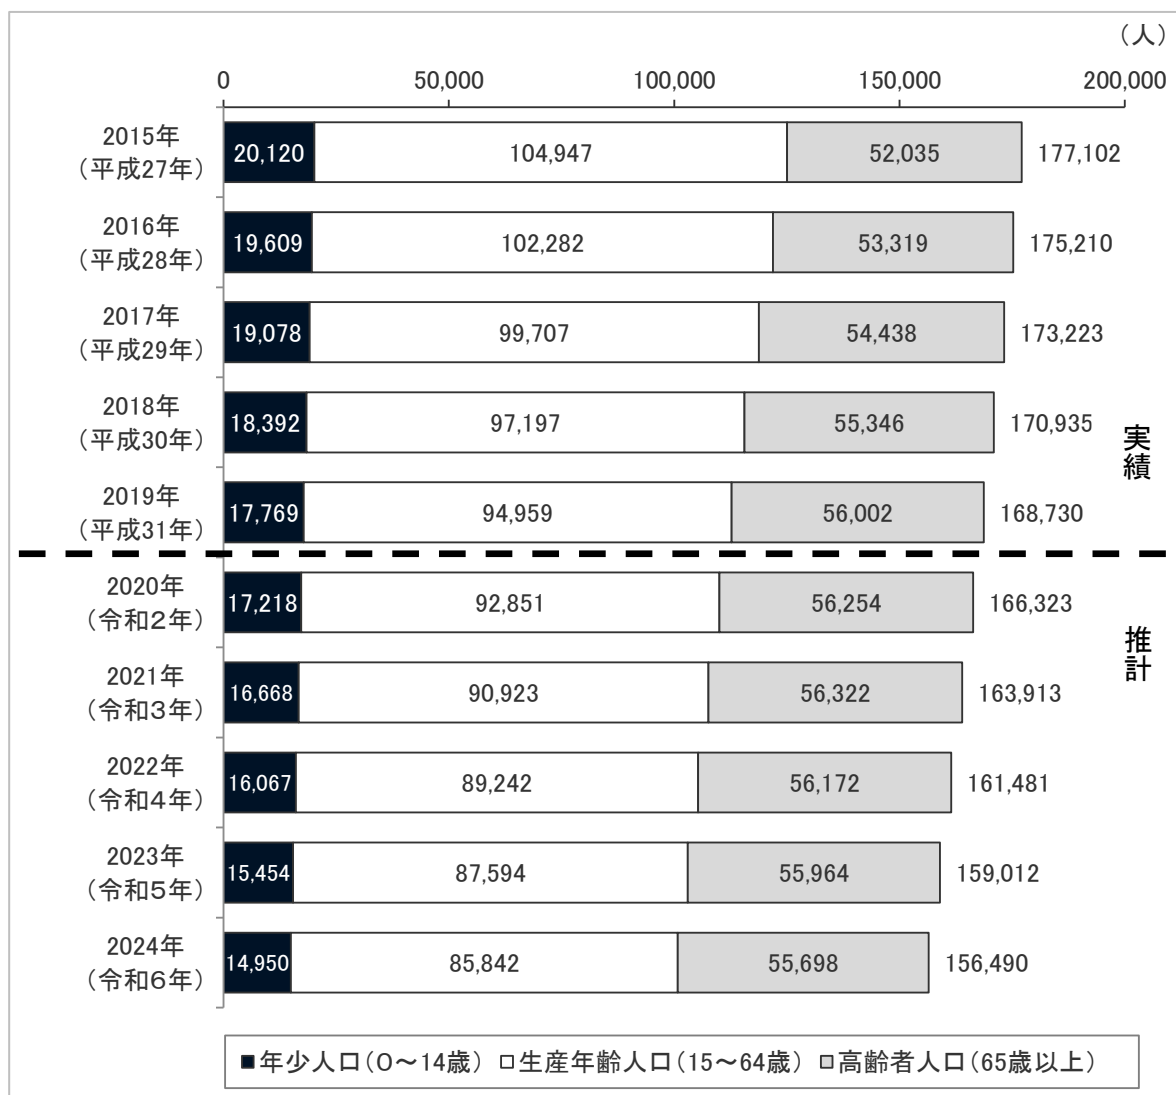 (人)
0 50,000 100,000 150,000 200,000
2015年
(平成27年)
20,120 104,947 52,035 177,102
2016年
(平成28年)
19,609 102,282 53,319 175,210
2017年
(平成29年)
19,078 99,707 54,438 173,223
2018年
(平成30年)
18,392 97,197 55,346 170,935
2019年
(平成31年)
17,769 94,959 56,002 168,730
実績
2020年
(令和2年)
17,218 92,851 56,254 166,323
推計
2021年
(令和3年)
16,668 90,923 56,322 163,913
2022年
(令和4年)
16,067 89,242 56,172 161,481
2023年
(令和5年)
15,454 87,594 55,964 159,012
2024年
(令和6年)
14,950 85,842 55,698 156,490
■年少人口(0～14歳) □生産年齢人口(15～64歳) ■高齢者人口(65歳以上)